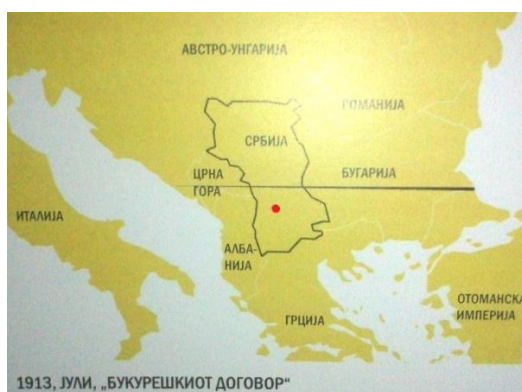 АВСТРО-УНГАРИЈА
РОМАНИЈА
СРБИЈА
ЦРНА
ГОРА
БУГАРИЈА
ИТАЛИЈА
АЛБА-
НИЈА
ГРЦИЈА
ОТОМАНСКА
ИМПЕРИЈА
1913, ЈУЛИ, „БУКУРЕШКИОТ ДОГОВОР“